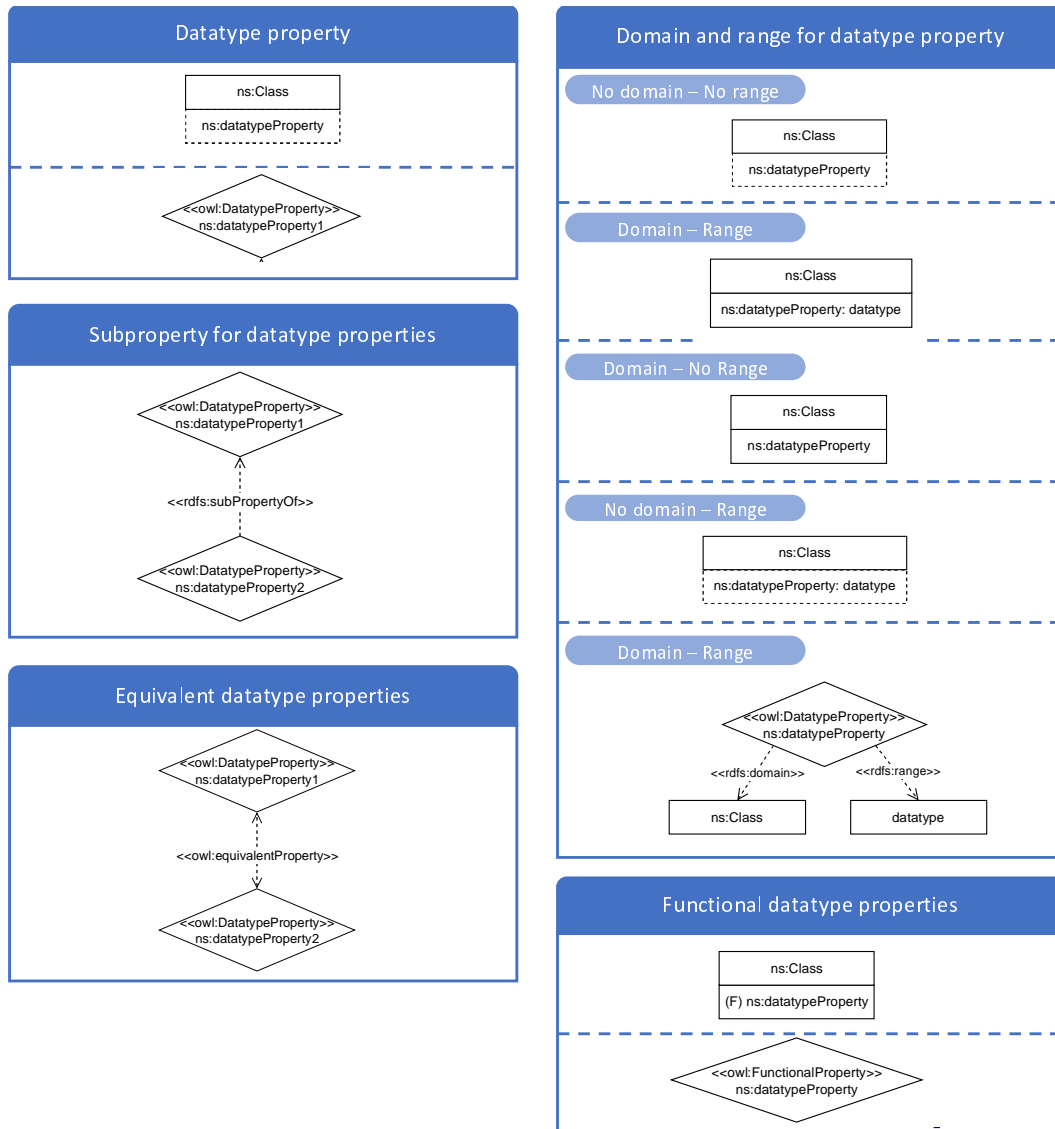 Datatype property
ns:Class
ns:datatypeProperty
<<owl:DatatypeProperty>>
ns:datatypeProperty1
Subproperty for datatype properties
<<owl:DatatypeProperty>>
ns:datatypeProperty1
<<rdfs:subPropertyOf>>
<<owl:DatatypeProperty>>
ns:datatypeProperty2
Equivalent datatype properties
<<owl:DatatypeProperty>>
ns:datatypeProperty1
<<owl:equivalentProperty>>
<<owl:DatatypeProperty>>
ns:datatypeProperty2
Domain and range for datatype property
No domain – No range
ns:Class
ns:datatypeProperty
Domain – Range
ns:Class
ns:datatypeProperty: datatype
Domain – No Range
ns:Class
ns:datatypeProperty
No domain – Range
ns:Class
ns:datatypeProperty: datatype
Domain – Range
<<owl:DatatypeProperty>>
ns:datatypeProperty
<<rdfs:domain>>
<<rdfs:range>>
ns:Class
datatype
Functional datatype properties
ns:Class
(F) ns:datatypeProperty
<<owl:FunctionalProperty>>
ns:datatypeProperty